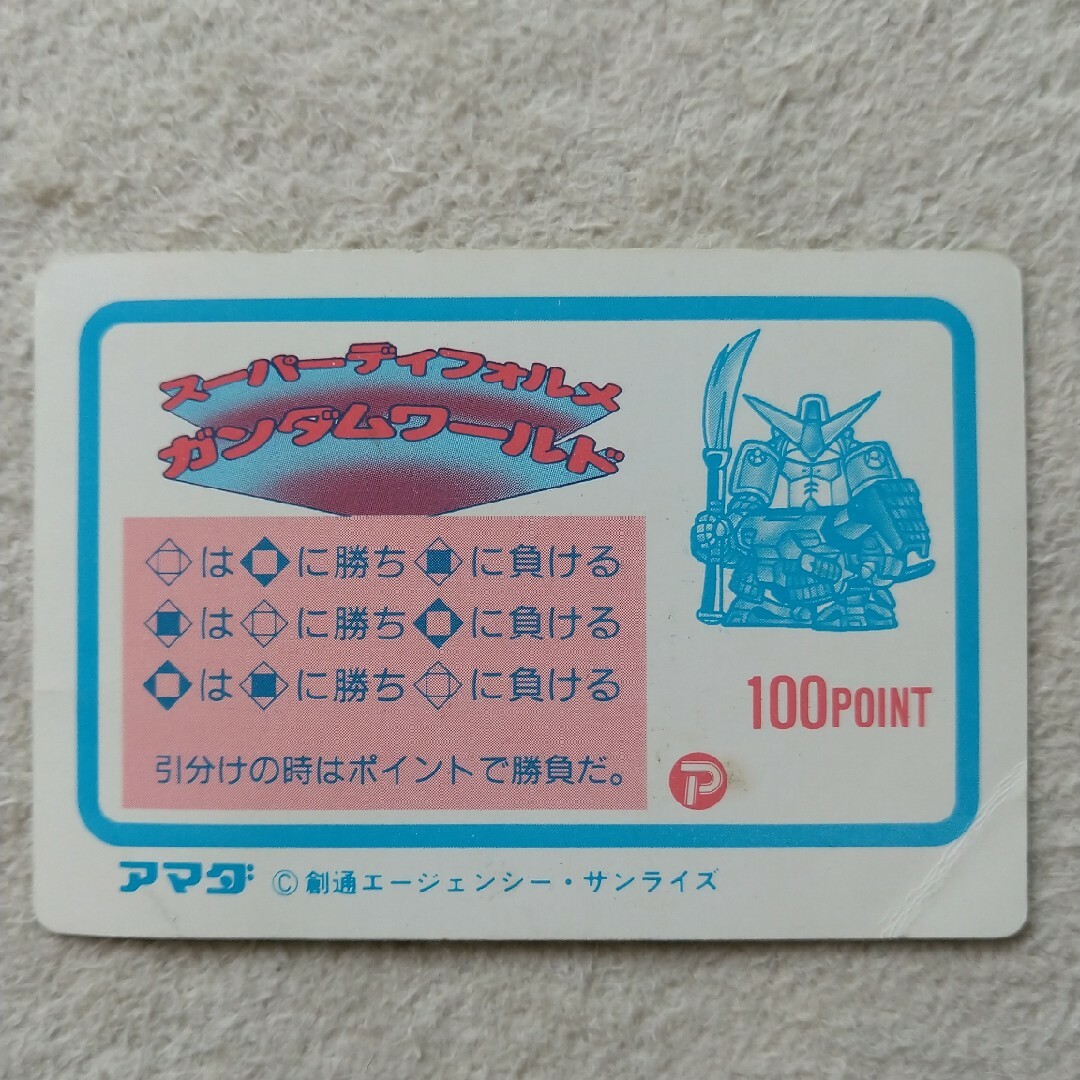 スーパーディフォルメ
ガンダムワールド
は に勝ち に負ける
は に勝ち に負ける
は に勝ち に負ける
引分けの時はポイントで勝負だ。
100POINT
P
アマダ ©創通エージェンシー・サンライズ